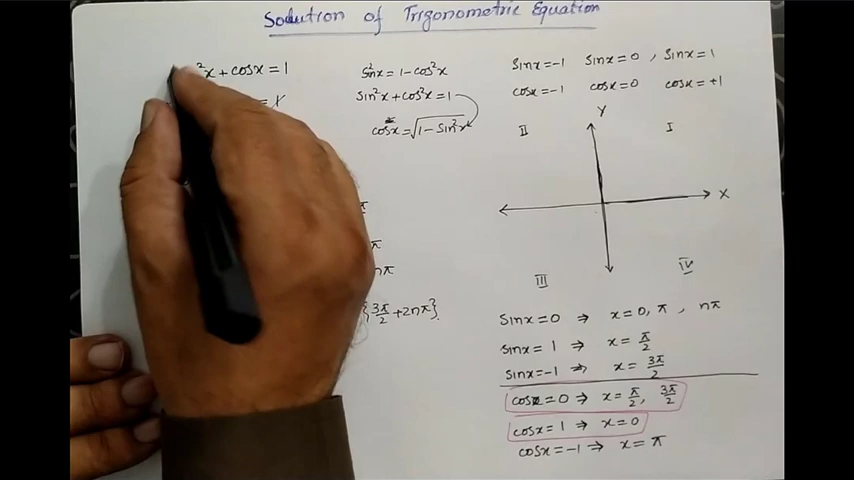 Solution of Trigonometric Equation
²x + cosx = 1
= 1
sin²x = 1 - cos²x
sin²x + cos²x = 1
cosx = √1 - sin²x
sinx = -1 sinx = 0 , sinx = 1
cosx = -1 cosx = 0 cosx = +1
Y
II I
X
III IV
π
π
nπ
{3π/2 + 2nπ}.
sinx = 0 ⇒ x = 0, π , nπ
sinx = 1 ⇒ x = π/2
sinx = -1 ⇒ x = 3π/2
cosx = 0 ⇒ x = π/2, 3π/2
cosx = 1 ⇒ x = 0
cosx = -1 ⇒ x = π